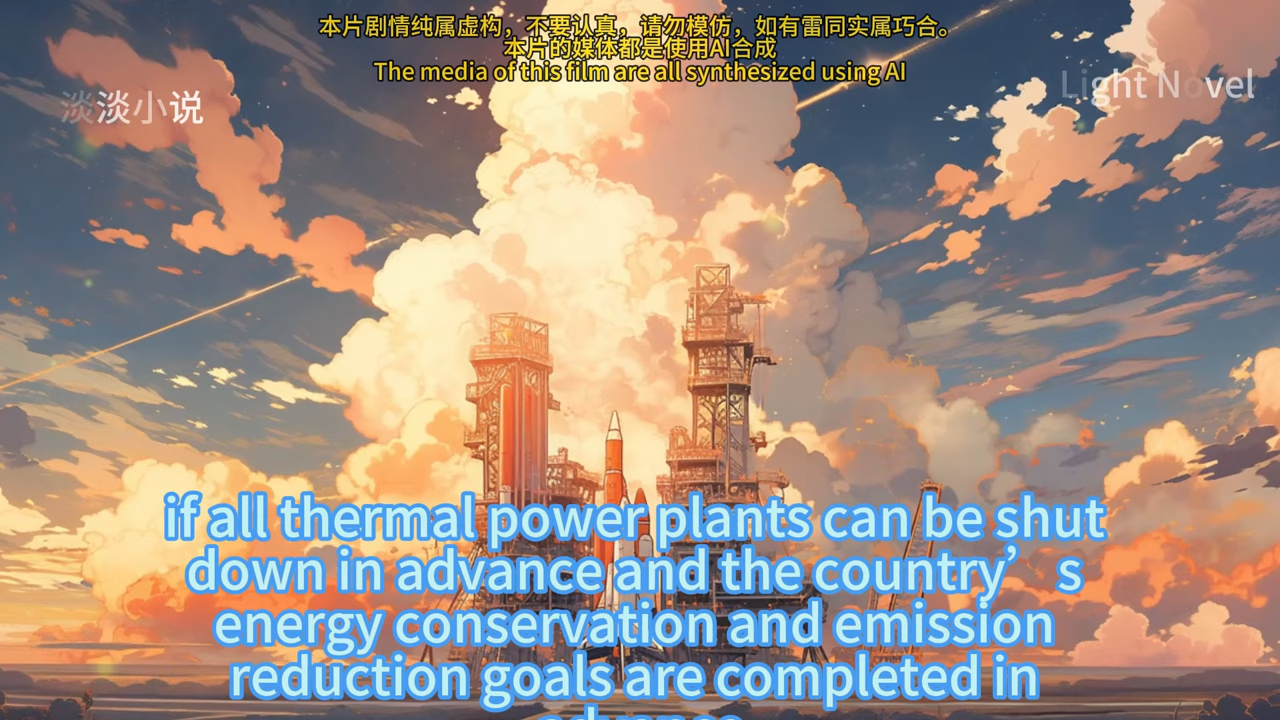 本片剧情纯属虚构，不要认真，请勿模仿，如有雷同实属巧合。
本片的媒体都是使用AI合成
The media of this film are all synthesized using AI
淡淡小说
Light Novel
if all thermal power plants can be shut
down in advance and the country’s
energy conservation and emission
reduction goals are completed in